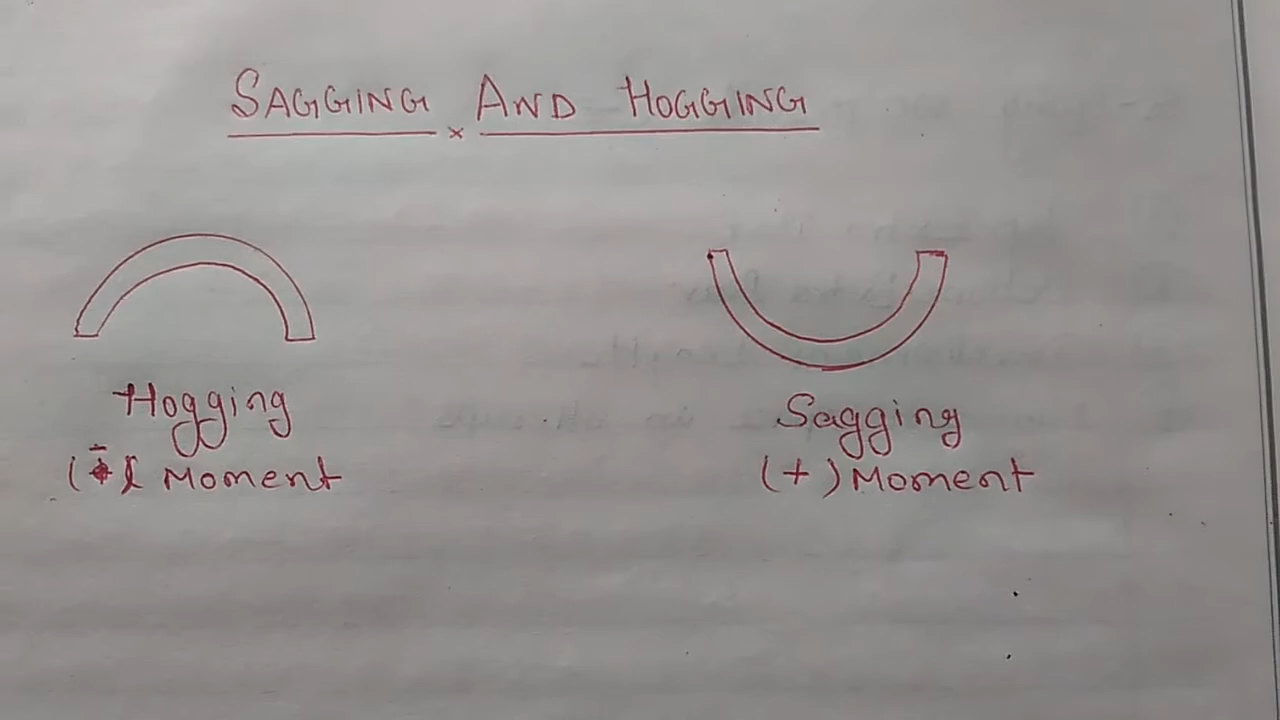 SAGGING AND HOGGING
Hogging
(-) Moment
Sagging
(+) Moment